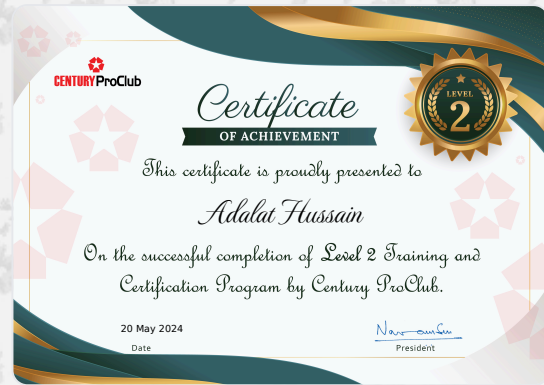 CENTURY ProClub
LEVEL
2
Certificate
OF ACHIEVEMENT
This certificate is proudly presented to
Adalat Hussain
On the successful completion of Level 2 Training and
Certification Program by Century ProClub.
20 May 2024
Date
President